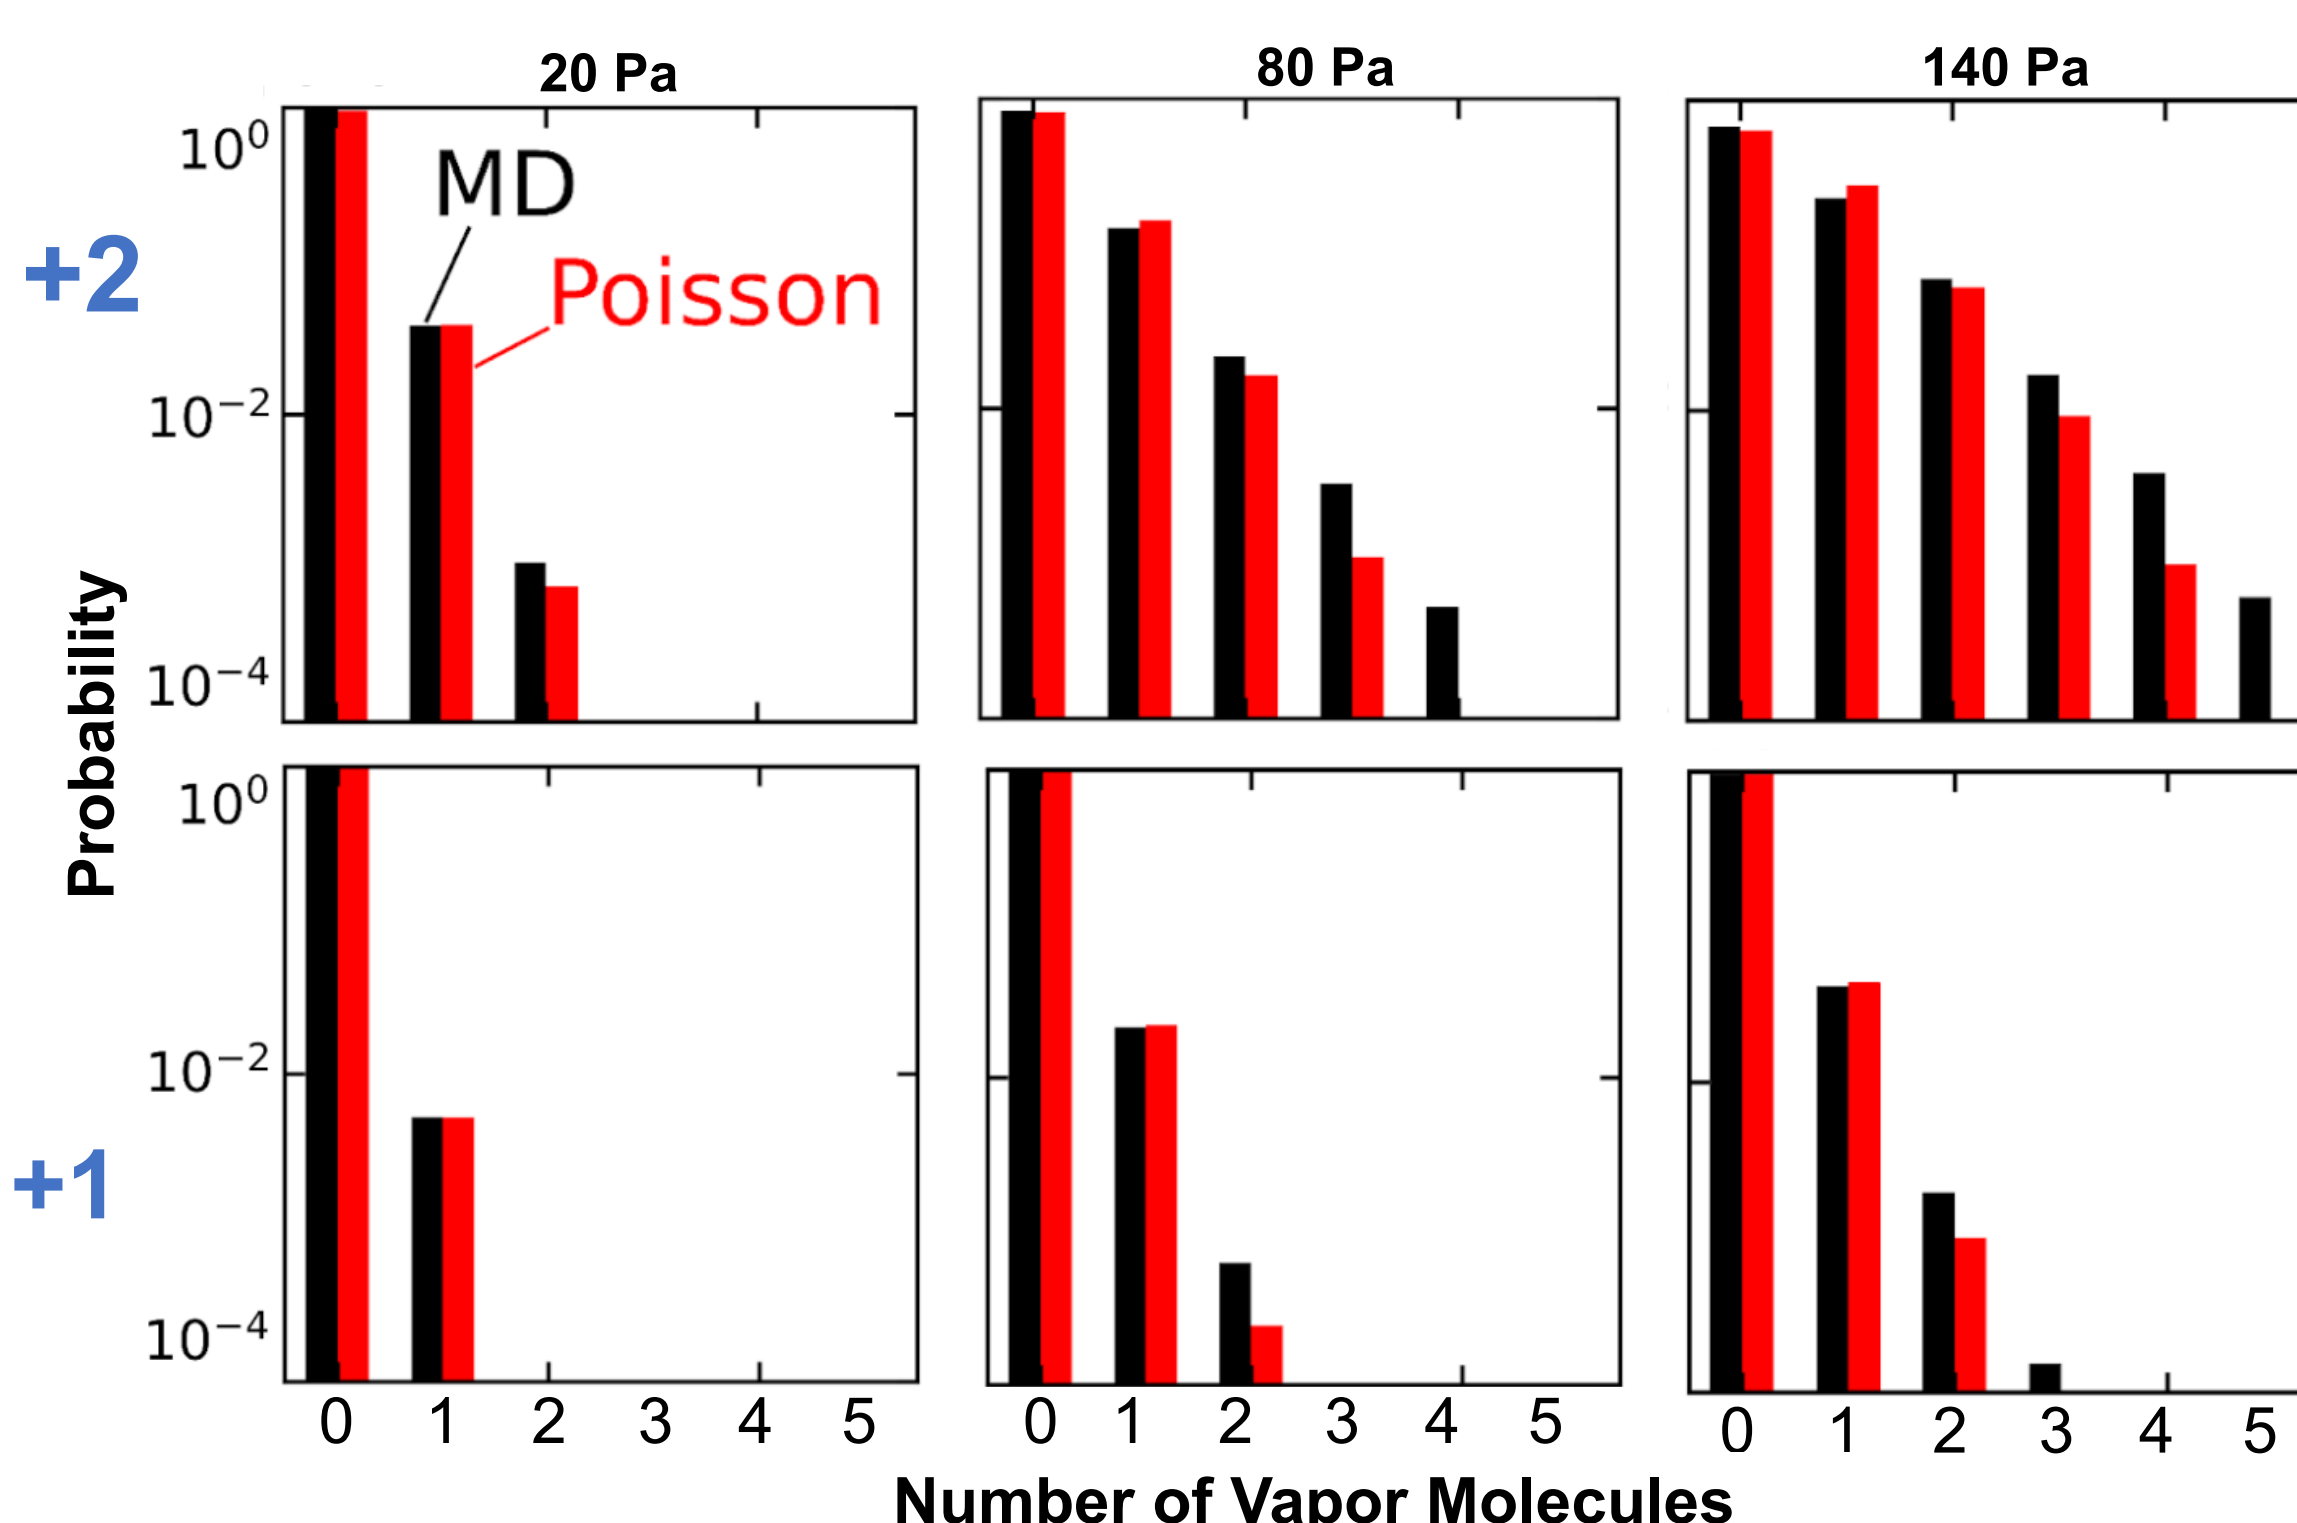 20 Pa 80 Pa 140 Pa
10⁰
MD
+2
Poisson
10⁻²
10⁻⁴
Probability
10⁰
10⁻²
+1
10⁻⁴
0 1 2 3 4 5 0 1 2 3 4 5 0 1 2 3 4 5
Number of Vapor Molecules